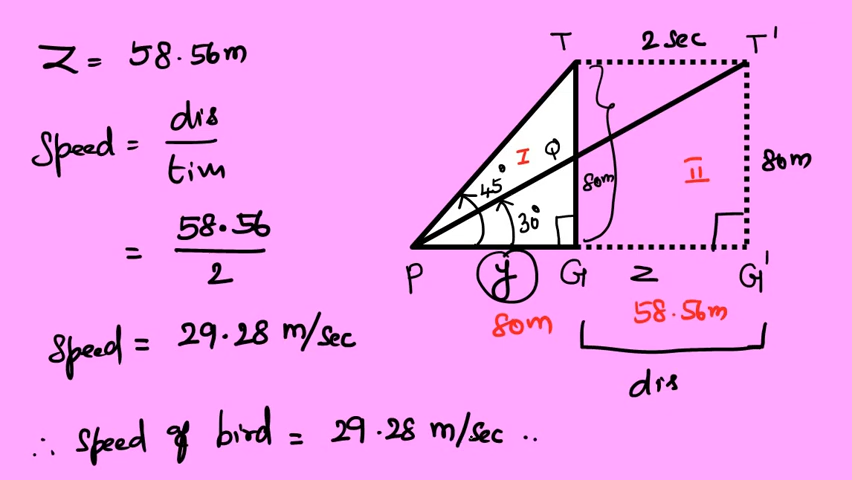 Z = 58.56m
Speed = dis
tim
= 58.56
2
Speed = 29.28 m/sec
∴ Speed of bird = 29.28 m/sec ..
T 2 sec T'
I Q
45°
80m
II
80m
30°
P y G Z G'
80m 58.56m
dis